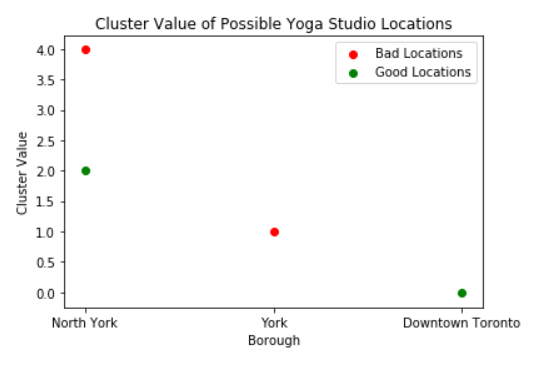 Cluster Value of Possible Yoga Studio Locations
Bad Locations
Good Locations
4.0
3.5
3.0
2.5
2.0
1.5
1.0
0.5
0.0
Cluster Value
North York
York
Downtown Toronto
Borough